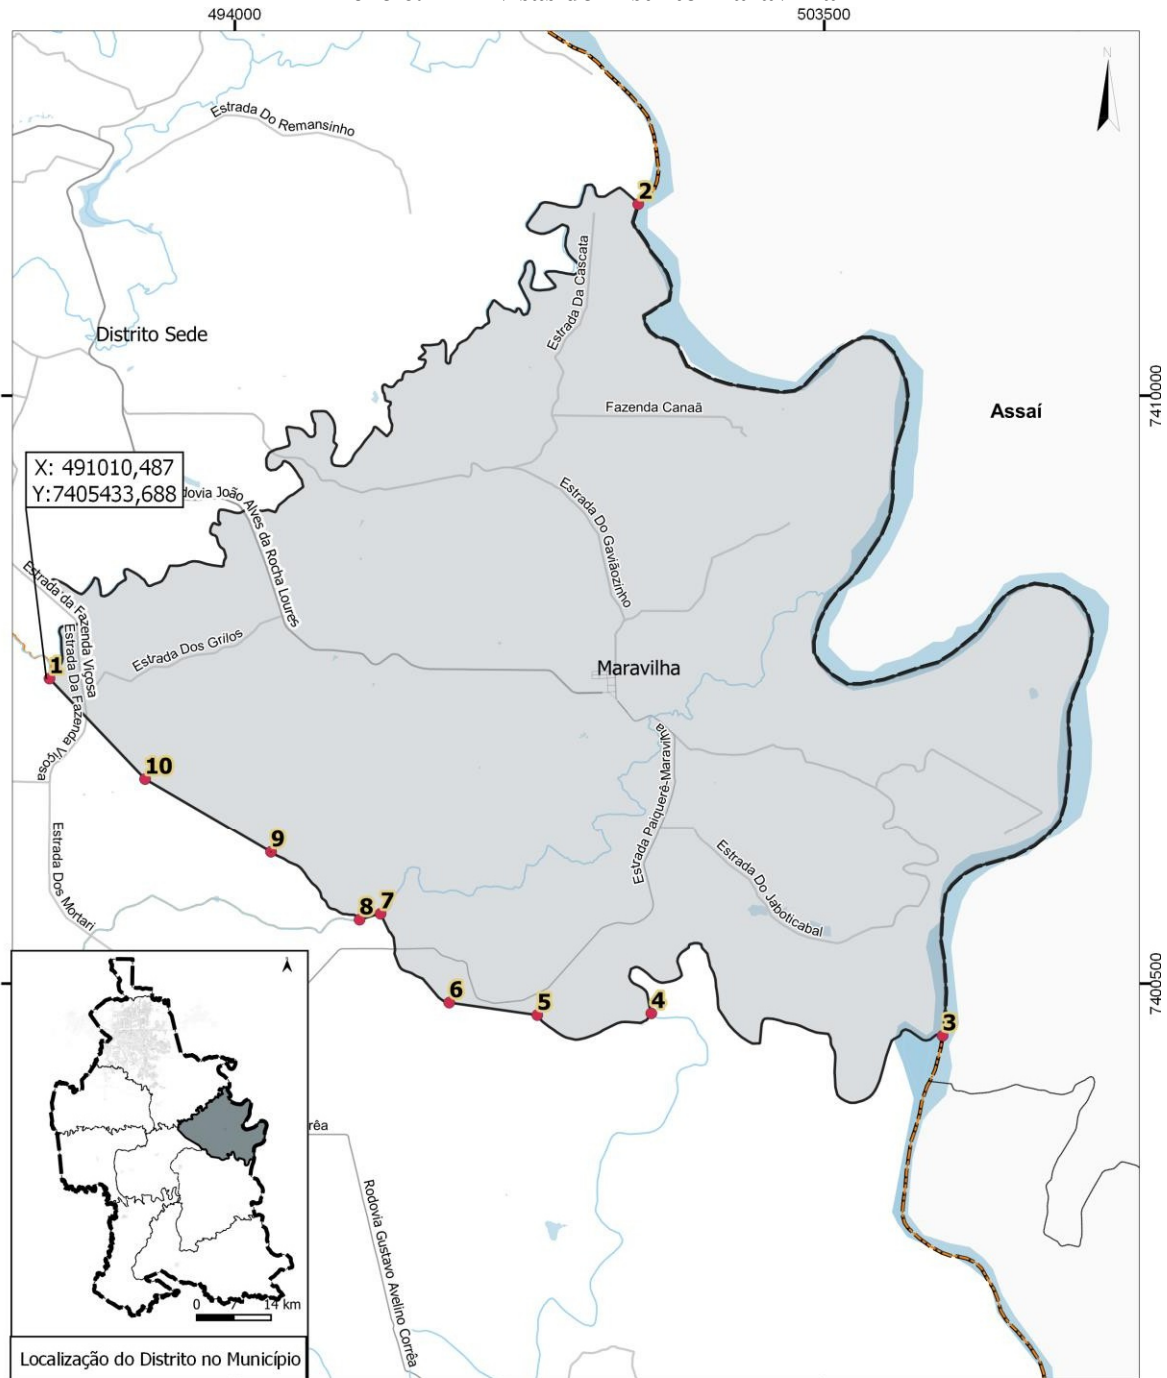 494000
503500
N
Estrada Do Remansinho
2
Estrada Da Cascata
Distrito Sede
7410000
Fazenda Canaã
Assaí
X: 491010,487
Y:7405433,688
dovia João Alves da Rocha Loures
Estrada Do Gaviãozinho
Estrada da Fazenda Viçosa
Estrada Da Fazenda Viçosa
Estrada Dos Grilos
1
Maravilha
Estrada Paiquerê-Maravilha
10
9
Estrada Dos Mortari
Estrada Do Jaboticabal
8
7
7400500
6
5
4
3
rêa
Rodovia Gustavo Avelino Corrêa
0 7 14 km
Localização do Distrito no Município